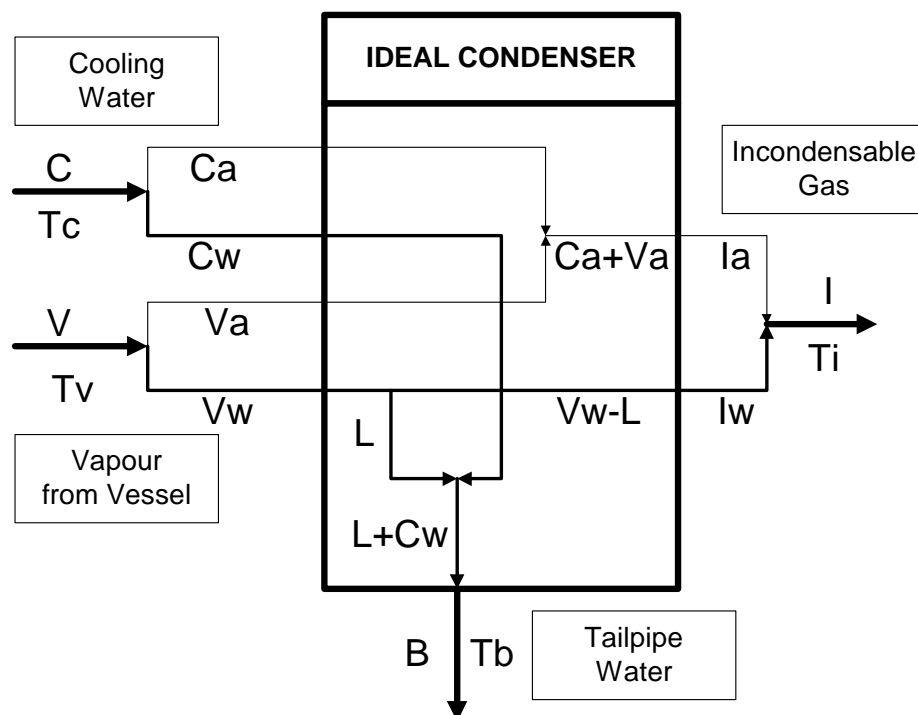 IDEAL CONDENSER
Cooling
Water
C
Tc
Ca
Cw
V
Tv
Va
Vw
Vapour
from Vessel
Incondensable
Gas
Ca+Va
Ia
I
Ti
Vw-L
Iw
L
L+Cw
B
Tb
Tailpipe
Water